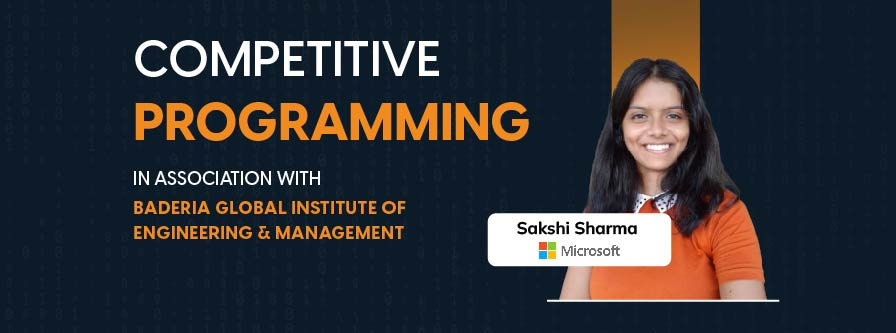 COMPETITIVE
PROGRAMMING
IN ASSOCIATION WITH
BADERIA GLOBAL INSTITUTE OF
ENGINEERING & MANAGEMENT
Sakshi Sharma
Microsoft